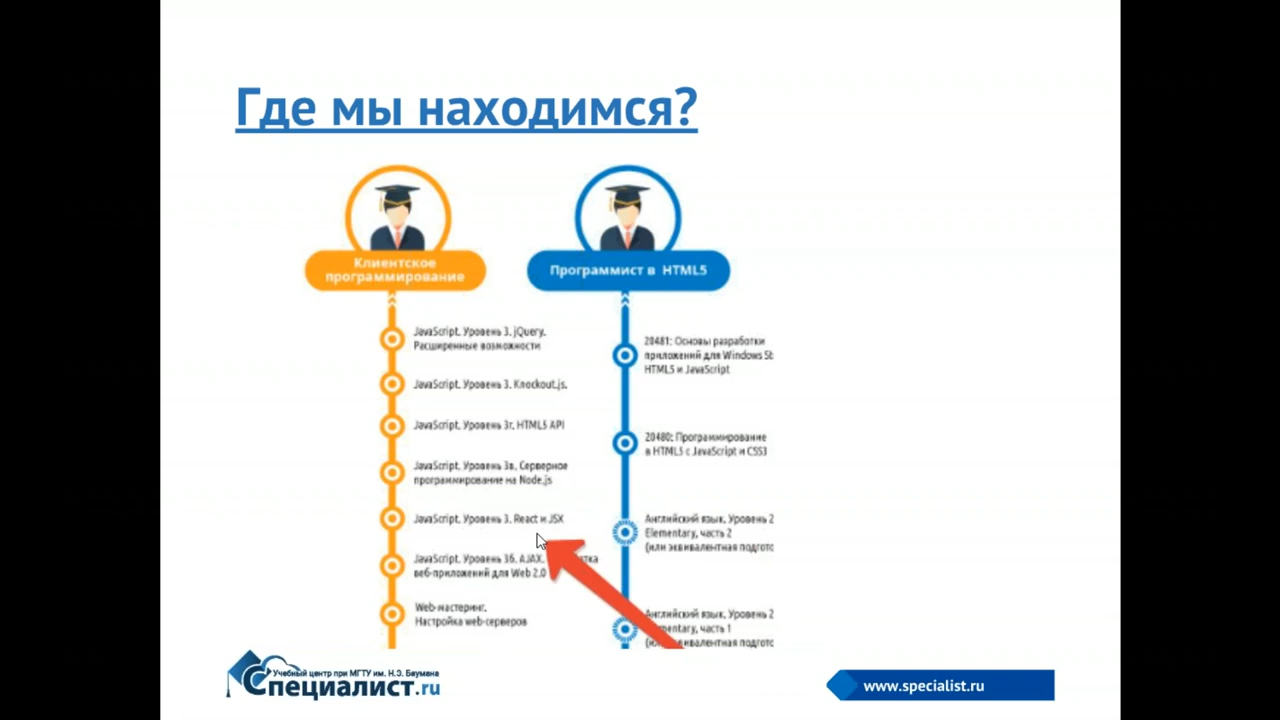 Где мы находимся?
Клиентское
программирование
JavaScript. Уровень 3. jQuery.
Расширенные возможности
JavaScript. Уровень 3. Knockout.js.
JavaScript. Уровень 3г. HTML5 API
JavaScript. Уровень 3в. Серверное
программирование на Node.js
JavaScript. Уровень 3. React и JSX
JavaScript. Уровень 3б. AJAX.
веб-приложений для Web 2.0
Web-мастеринг.
Настройка web-серверов
Программист в HTML5
20481: Основы разработки
приложений для Windows St
HTML5 и JavaScript
20480: Программирование
в HTML5 с JavaScript и CSS3
Английский язык. Уровень 2
Elementary, часть 2
(или эквивалентная подгото
Английский язык. Уровень 2
часть 1
подгото
Учебный центр при МГТУ им. Н.Э. Баумана
Специалист.ru
www.specialist.ru